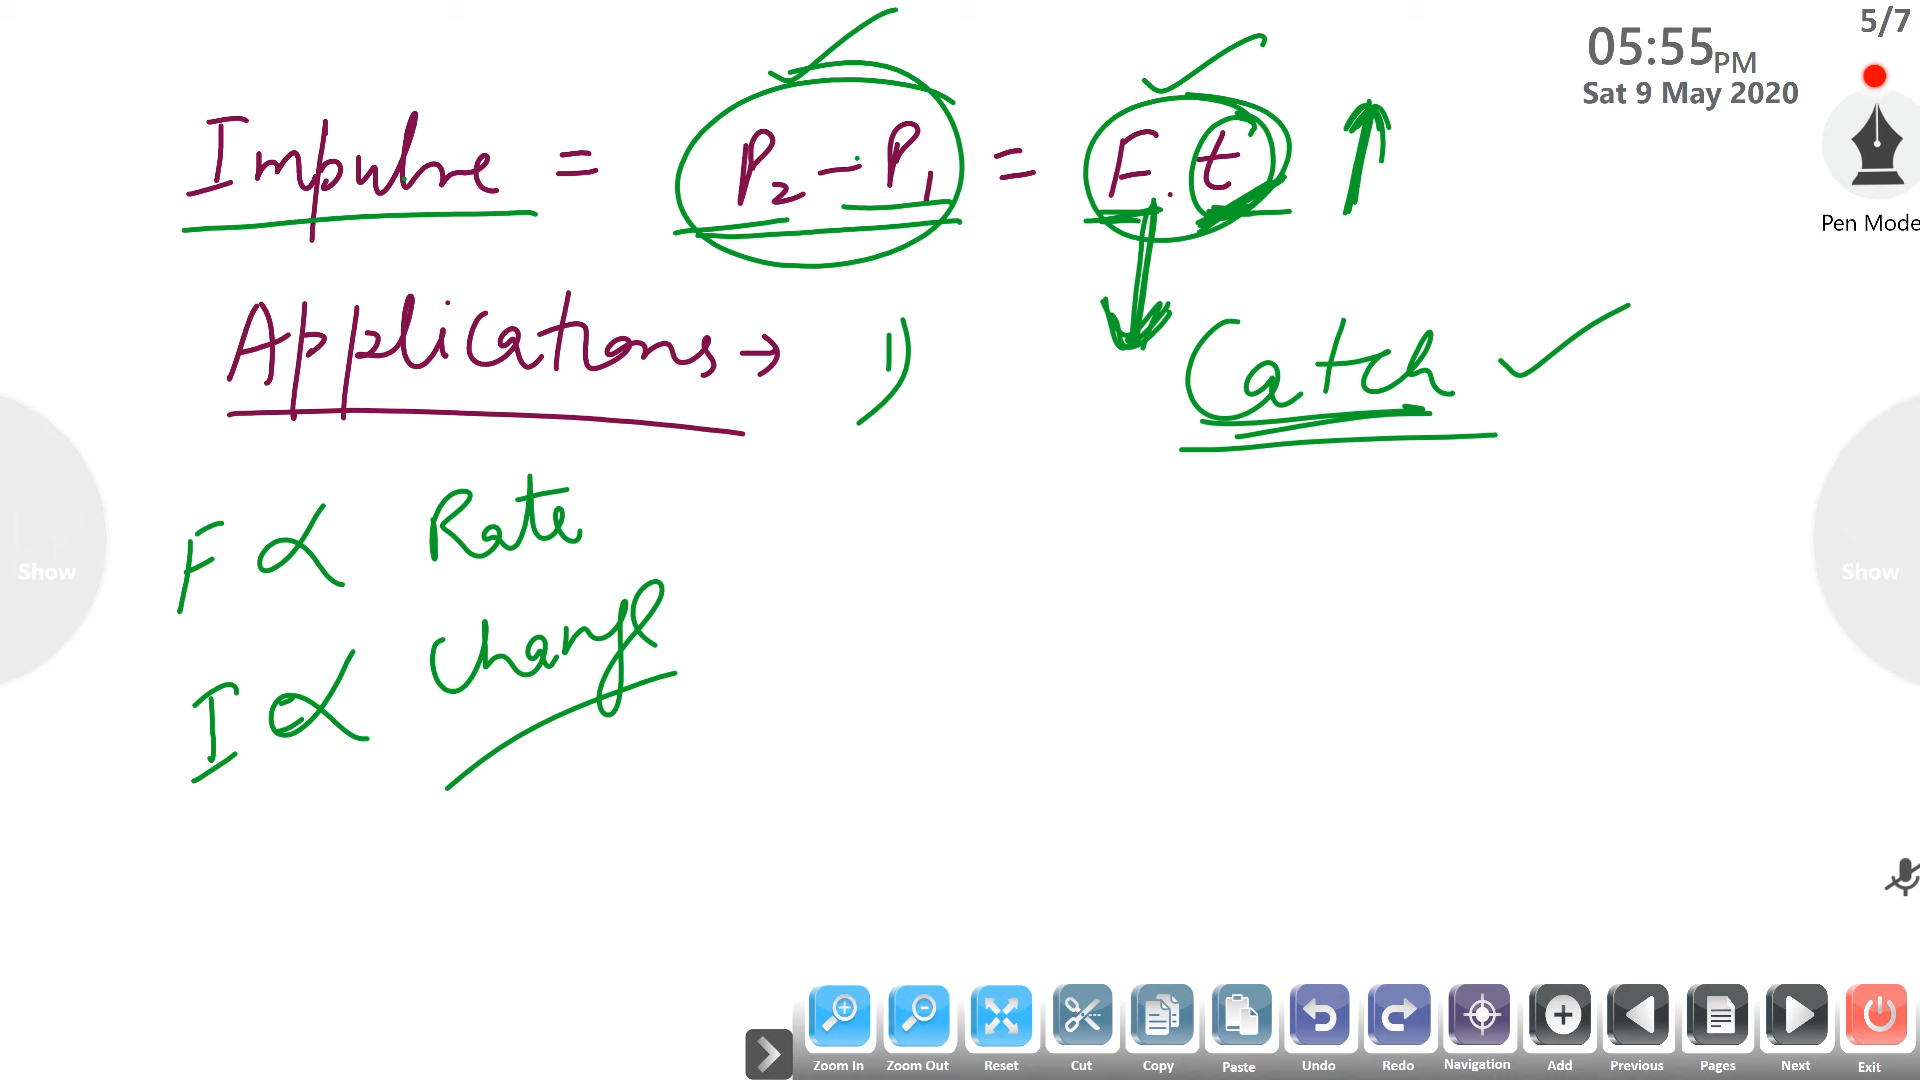 5/7
05:55PM
Sat 9 May 2020
Pen Mode
Impulse = P₂ - P₁ = F.t
Applications → 1) Catch
F ∝ Rate
I ∝ Change
Show
Show
Zoom In Zoom Out Reset Cut Copy Paste Undo Redo Navigation Add Previous Pages Next Exit